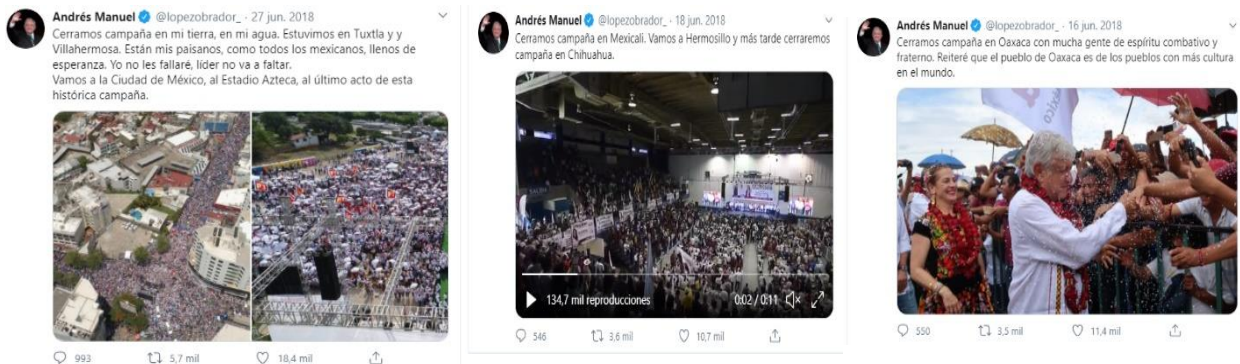 Andrés Manuel @lopezobrador_ · 27 jun. 2018
Cerramos campaña en mi tierra, en mi agua. Estuvimos en Tuxtla y y
Villahermosa. Están mis paisanos, como todos los mexicanos, llenos de
esperanza. Yo no les fallaré, líder no va a faltar.
Vamos a la Ciudad de México, al Estadio Azteca, al último acto de esta
histórica campaña.
993 5,7 mil 18,4 mil
Andrés Manuel @lopezobrador_ · 18 jun. 2018
Cerramos campaña en Mexicali. Vamos a Hermosillo y más tarde cerraremos
campaña en Chihuahua.
134,7 mil reproducciones 0:02 / 0:11
546 3,6 mil 10,7 mil
Andrés Manuel @lopezobrador_ · 16 jun. 2018
Cerramos campaña en Oaxaca con mucha gente de espíritu combativo y
fraterno. Reiteré que el pueblo de Oaxaca es de los pueblos con más cultura
en el mundo.
550 3,5 mil 11,4 mil